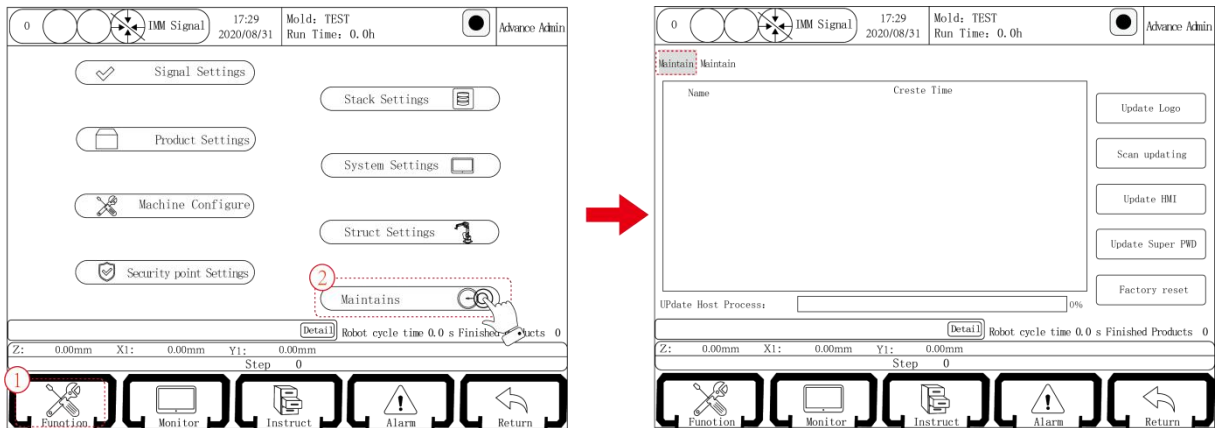 0 IMM Signal 17:29 2020/08/31 Mold: TEST Run Time: 0.0h Advance Admin
Signal Settings
Stack Settings
Product Settings
System Settings
Machine Configure
Struct Settings
Security point Settings
2
Maintains
Detail Robot cycle time 0.0 s Finished Products 0
Z: 0.00mm X1: 0.00mm Y1: 0.00mm
Step 0
1
Funotion Monitor Instruct Alarm Return
0 IMM Signal 17:29 2020/08/31 Mold: TEST Run Time: 0.0h Advance Admin
Maintain Maintain
Name Creste Time
Update Logo
Scan updating
Update HMI
Update Super PWD
Factory reset
UPdate Host Process: 0%
Detail Robot cycle time 0.0 s Finished Products 0
Z: 0.00mm X1: 0.00mm Y1: 0.00mm
Step 0
Funotion Monitor Instruct Alarm Return